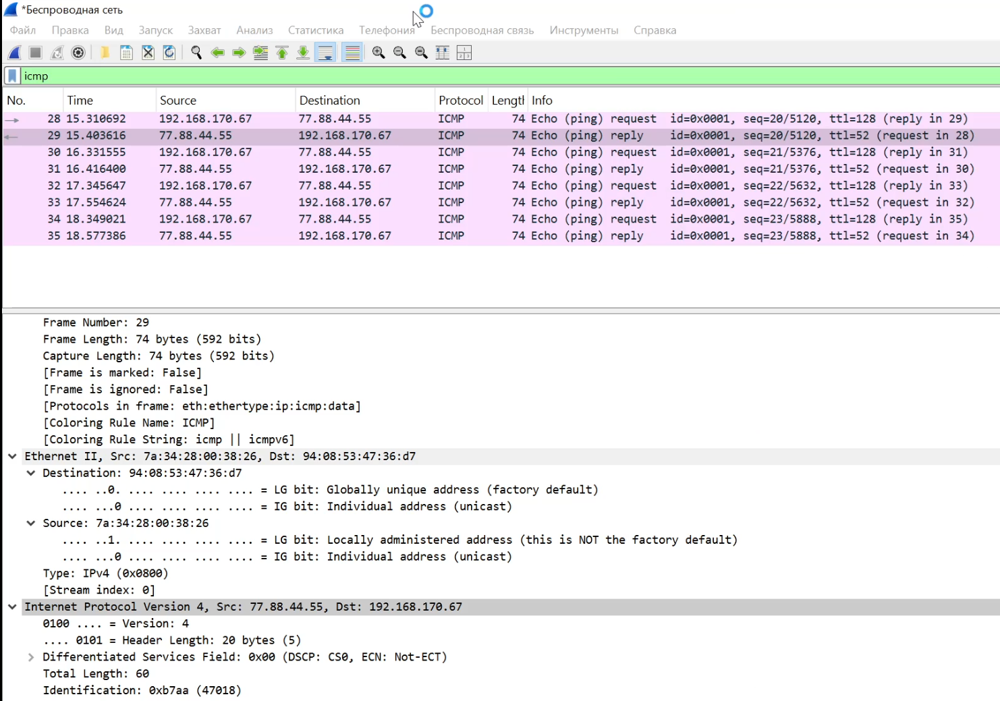 *Беспроводная сеть
Файл Правка Вид Запуск Захват Анализ Статистика Телефония Беспроводная связь Инструменты Справка
icmp
No. Time Source Destination Protocol Lengtl Info
28 15.310692 192.168.170.67 77.88.44.55 ICMP 74 Echo (ping) request id=0x0001, seq=20/5120, ttl=128 (reply in 29)
29 15.403616 77.88.44.55 192.168.170.67 ICMP 74 Echo (ping) reply id=0x0001, seq=20/5120, ttl=52 (request in 28)
30 16.331555 192.168.170.67 77.88.44.55 ICMP 74 Echo (ping) request id=0x0001, seq=21/5376, ttl=128 (reply in 31)
31 16.416400 77.88.44.55 192.168.170.67 ICMP 74 Echo (ping) reply id=0x0001, seq=21/5376, ttl=52 (request in 30)
32 17.345647 192.168.170.67 77.88.44.55 ICMP 74 Echo (ping) request id=0x0001, seq=22/5632, ttl=128 (reply in 33)
33 17.554624 77.88.44.55 192.168.170.67 ICMP 74 Echo (ping) reply id=0x0001, seq=22/5632, ttl=52 (request in 32)
34 18.349021 192.168.170.67 77.88.44.55 ICMP 74 Echo (ping) request id=0x0001, seq=23/5888, ttl=128 (reply in 35)
35 18.577386 77.88.44.55 192.168.170.67 ICMP 74 Echo (ping) reply id=0x0001, seq=23/5888, ttl=52 (request in 34)
Frame Number: 29
Frame Length: 74 bytes (592 bits)
Capture Length: 74 bytes (592 bits)
[Frame is marked: False]
[Frame is ignored: False]
[Protocols in frame: eth:ethertype:ip:icmp:data]
[Coloring Rule Name: ICMP]
[Coloring Rule String: icmp || icmpv6]
Ethernet II, Src: 7a:34:28:00:38:26, Dst: 94:08:53:47:36:d7
Destination: 94:08:53:47:36:d7
.... ..0. .... .... .... .... = LG bit: Globally unique address (factory default)
.... ...0 .... .... .... .... = IG bit: Individual address (unicast)
Source: 7a:34:28:00:38:26
.... ..1. .... .... .... .... = LG bit: Locally administered address (this is NOT the factory default)
.... ...0 .... .... .... .... = IG bit: Individual address (unicast)
Type: IPv4 (0x0800)
[Stream index: 0]
Internet Protocol Version 4, Src: 77.88.44.55, Dst: 192.168.170.67
0100 .... = Version: 4
.... 0101 = Header Length: 20 bytes (5)
Differentiated Services Field: 0x00 (DSCP: CS0, ECN: Not-ECT)
Total Length: 60
Identification: 0xb7aa (47018)